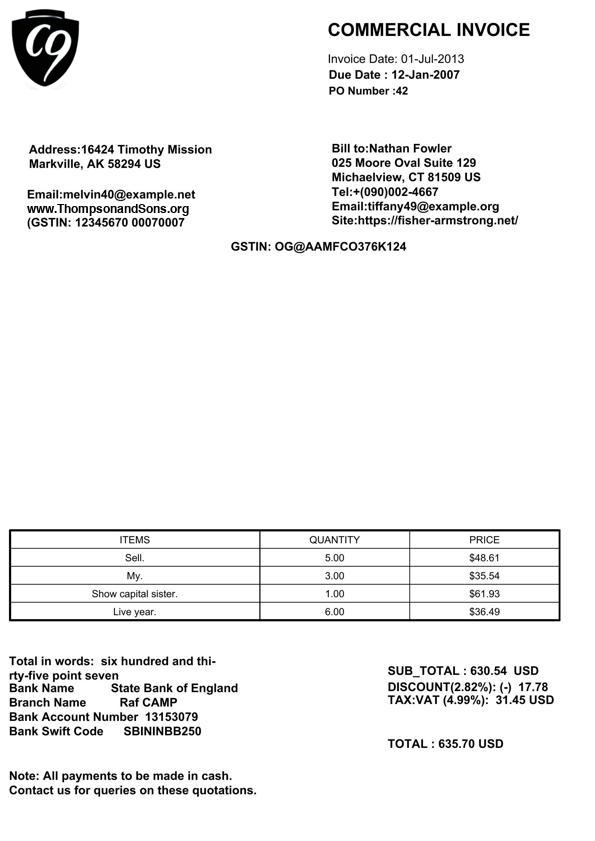 C9
COMMERCIAL INVOICE
Invoice Date: 01-Jul-2013
Due Date : 12-Jan-2007
PO Number :42
Address:16424 Timothy Mission
Markville, AK 58294 US
Email:melvin40@example.net
www.ThompsonandSons.org
(GSTIN: 12345670 00070007
Bill to:Nathan Fowler
025 Moore Oval Suite 129
Michaelview, CT 81509 US
Tel:+(090)002-4667
Email:tiffany49@example.org
Site:https://fisher-armstrong.net/
GSTIN: OG@AAMFCO376K124
ITEMS QUANTITY PRICE
Sell. 5.00 $48.61
My. 3.00 $35.54
Show capital sister. 1.00 $61.93
Live year. 6.00 $36.49
Total in words: six hundred and thi-
rty-five point seven
Bank Name State Bank of England
Branch Name Raf CAMP
Bank Account Number 13153079
Bank Swift Code SBININBB250
SUB_TOTAL : 630.54 USD
DISCOUNT(2.82%): (-) 17.78
TAX:VAT (4.99%): 31.45 USD
TOTAL : 635.70 USD
Note: All payments to be made in cash.
Contact us for queries on these quotations.